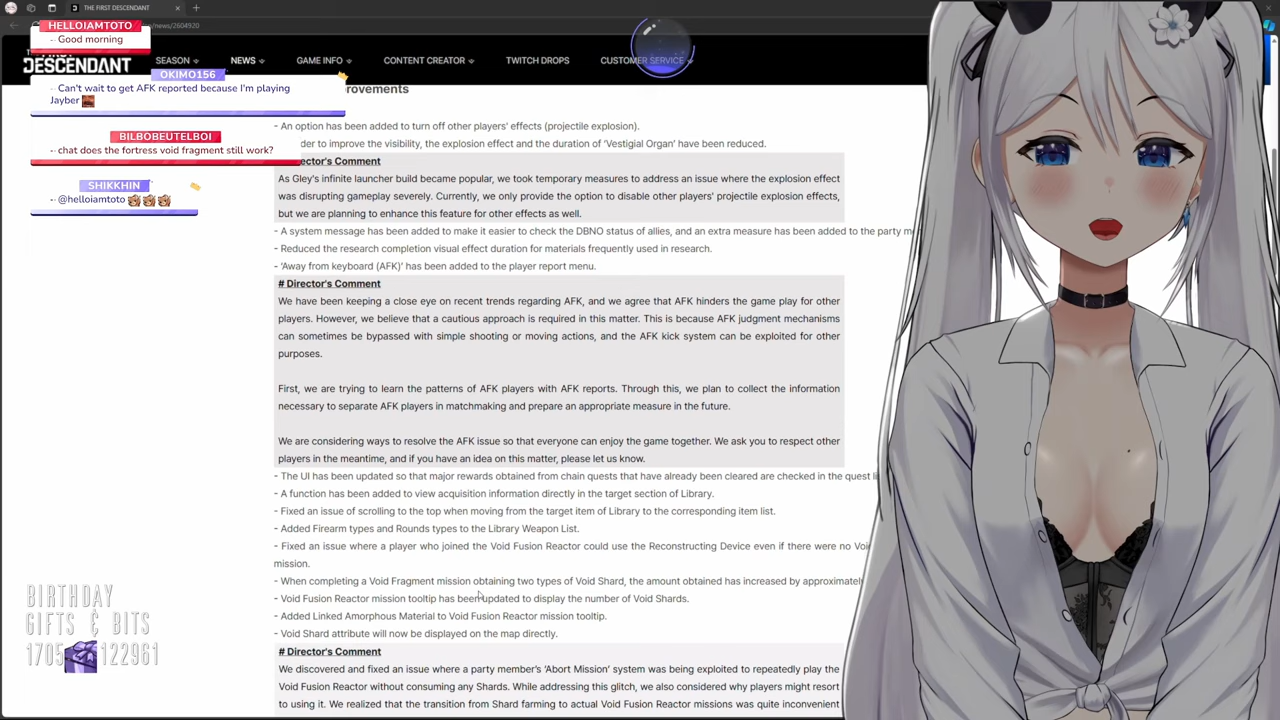 THE FIRST DESCENDANT
/news/2604920
HELLOIAMTOTO
Good morning
DESCENDANT
SEASON
NEWS
GAME INFO
CONTENT CREATOR
TWITCH DROPS
CUSTOMER SERVICE
OKIMO156
Can't wait to get AFK reported because I'm playing
Jayber
BILBOBEUTELBOI
chat does the fortress void fragment still work?
SHIKKHIN
@helloiamtoto
BIRTHDAY
GIFTS & BITS
1705 122961
- An option has been added to turn off other players' effects (projectile explosion).
to improve the visibility, the explosion effect and the duration of 'Vestigial Organ' have been reduced.
Director's Comment
As Gley's infinite launcher build became popular, we took temporary measures to address an issue where the explosion effect
was disrupting gameplay severely. Currently, we only provide the option to disable other players' projectile explosion effects,
but we are planning to enhance this feature for other effects as well.
- A system message has been added to make it easier to check the DBNO status of allies, and an extra measure has been added to the party
- Reduced the research completion visual effect duration for materials frequently used in research.
- 'Away from keyboard (AFK)' has been added to the player report menu.
# Director's Comment
We have been keeping a close eye on recent trends regarding AFK, and we agree that AFK hinders the game play for other
players. However, we believe that a cautious approach is required in this matter. This is because AFK judgment mechanisms
can sometimes be bypassed with simple shooting or moving actions, and the AFK kick system can be exploited for other
purposes.
First, we are trying to learn the patterns of AFK players with AFK reports. Through this, we plan to collect the information
necessary to separate AFK players in matchmaking and prepare an appropriate measure in the future.
We are considering ways to resolve the AFK issue so that everyone can enjoy the game together. We ask you to respect other
players in the meantime, and if you have an idea on this matter, please let us know.
- The UI has been updated so that major rewards obtained from chain quests that have already been cleared are checked in the quest
- A function has been added to view acquisition information directly in the target section of Library.
- Fixed an issue of scrolling to the top when moving from the target item of Library to the corresponding item list.
- Added Firearm types and Rounds types to the Library Weapon List.
- Fixed an issue where a player who joined the Void Fusion Reactor could use the Reconstructing Device even if there were no
mission.
- When completing a Void Fragment mission obtaining two types of Void Shard, the amount obtained has increased by
- Void Fusion Reactor mission tooltip has been updated to display the number of Void Shards.
- Added Linked Amorphous Material to Void Fusion Reactor mission tooltip.
- Void Shard attribute will now be displayed on the map directly.
# Director's Comment
We discovered and fixed an issue where a party member's 'Abort Mission' system was being exploited to repeatedly play the
Void Fusion Reactor without consuming any Shards. While addressing this glitch, we also considered why players might resort
to using it. We realized that the transition from Shard farming to actual Void Fusion Reactor missions was quite inconvenient